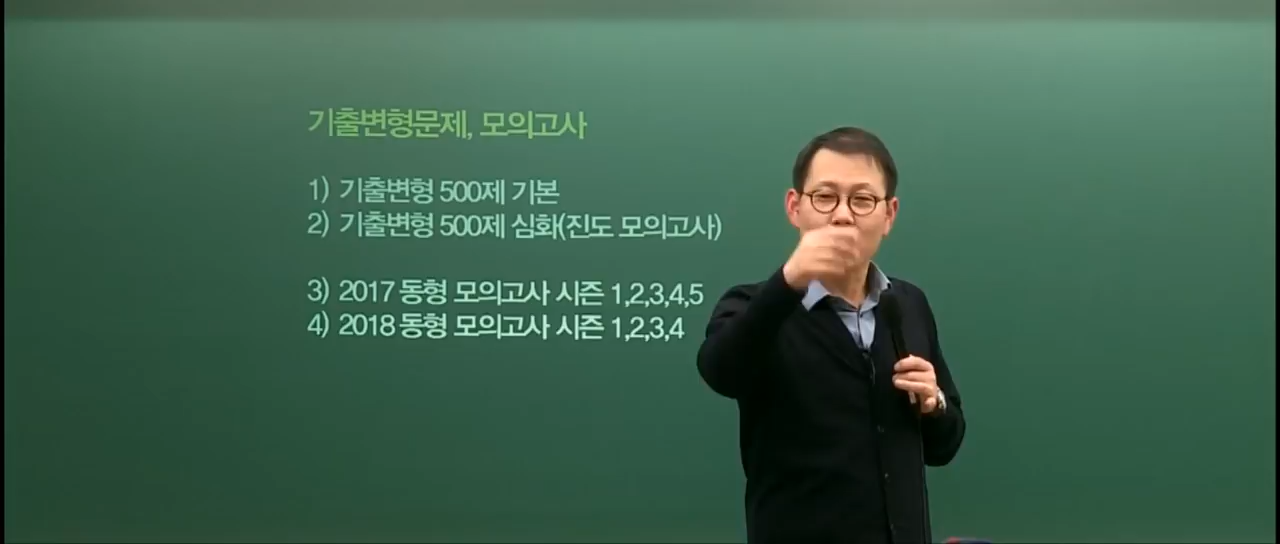 기출변형문제, 모의고사
1) 기출변형 500제 기본
2) 기출변형 500제 심화(진도 모의고사)
3) 2017 동형 모의고사 시즌 1,2,3,4,5
4) 2018 동형 모의고사 시즌 1,2,3,4